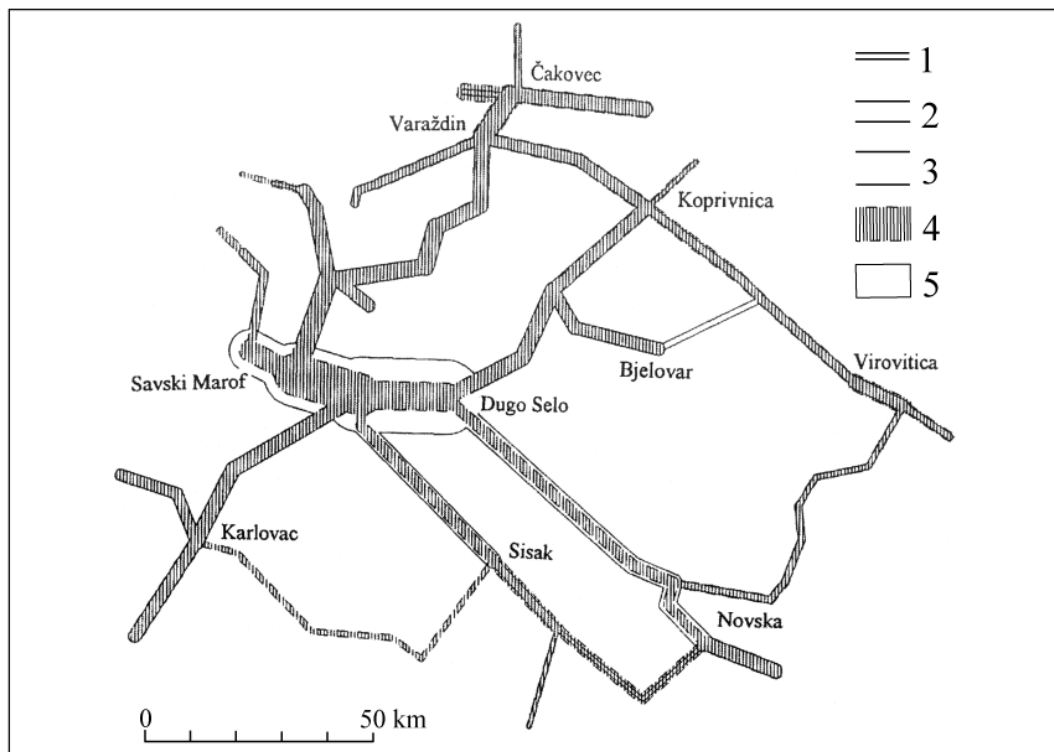 Čakovec
1
Varaždin
2
3
Koprivnica
4
5
Bjelovar
Virovitica
Savski Marof
Dugo Selo
Karlovac
Sisak
Novska
0 50 km